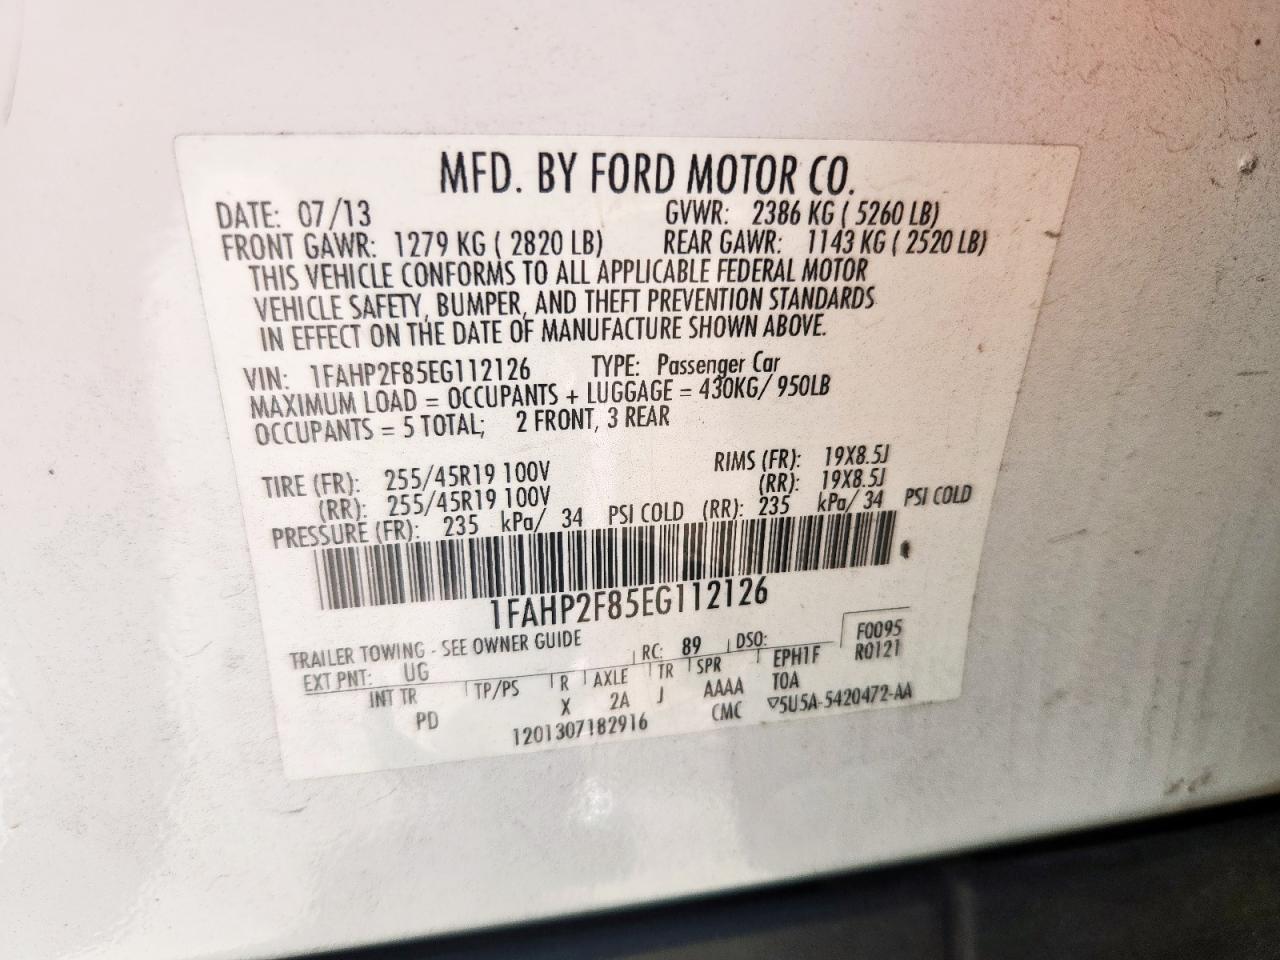 MFD. BY FORD MOTOR CO.
DATE: 07/13 GVWR: 2386 KG ( 5260 LB)
FRONT GAWR: 1279 KG ( 2820 LB) REAR GAWR: 1143 KG ( 2520 LB)
THIS VEHICLE CONFORMS TO ALL APPLICABLE FEDERAL MOTOR
VEHICLE SAFETY, BUMPER, AND THEFT PREVENTION STANDARDS
IN EFFECT ON THE DATE OF MANUFACTURE SHOWN ABOVE.
VIN: 1FAHP2F85EG112126 TYPE: Passenger Car
MAXIMUM LOAD = OCCUPANTS + LUGGAGE = 430KG/ 950LB
OCCUPANTS = 5 TOTAL; 2 FRONT, 3 REAR
TIRE (FR): 255/45R19 100V RIMS (FR): 19X8.5J
(RR): 255/45R19 100V (RR): 19X8.5J
PRESSURE (FR): 235 kPa/ 34 PSI COLD (RR): 235 kPa/ 34 PSI COLD
1FAHP2F85EG112126
TRAILER TOWING - SEE OWNER GUIDE RC: 89 DSO: F0095
EXT PNT: UG R0121
INT TR TP/PS R AXLE TR SPR EPH1F
PD X 2A J AAAA TOA
1201307182916 CMC ▽5U5A-5420472-AA